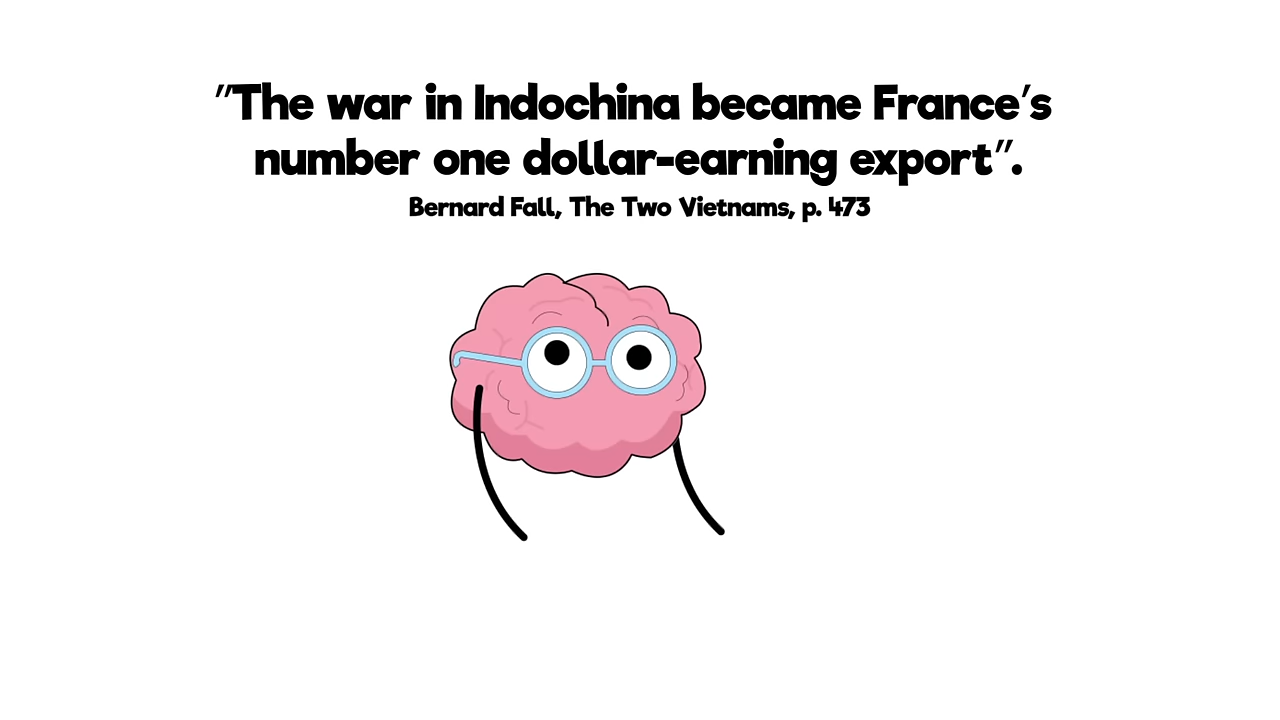 "The war in Indochina became France's
number one dollar-earning export".
Bernard Fall, The Two Vietnams, p. 473